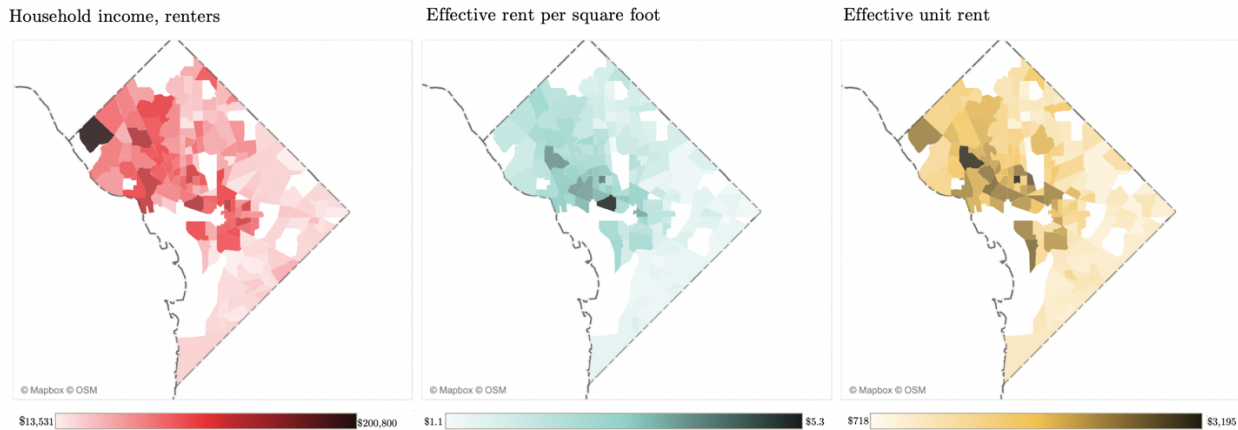 Household income, renters
Effective rent per square foot
Effective unit rent
© Mapbox © OSM
© Mapbox © OSM
© Mapbox © OSM
$13,531 $200,800
$1.1 $5.3
$718 $3,195